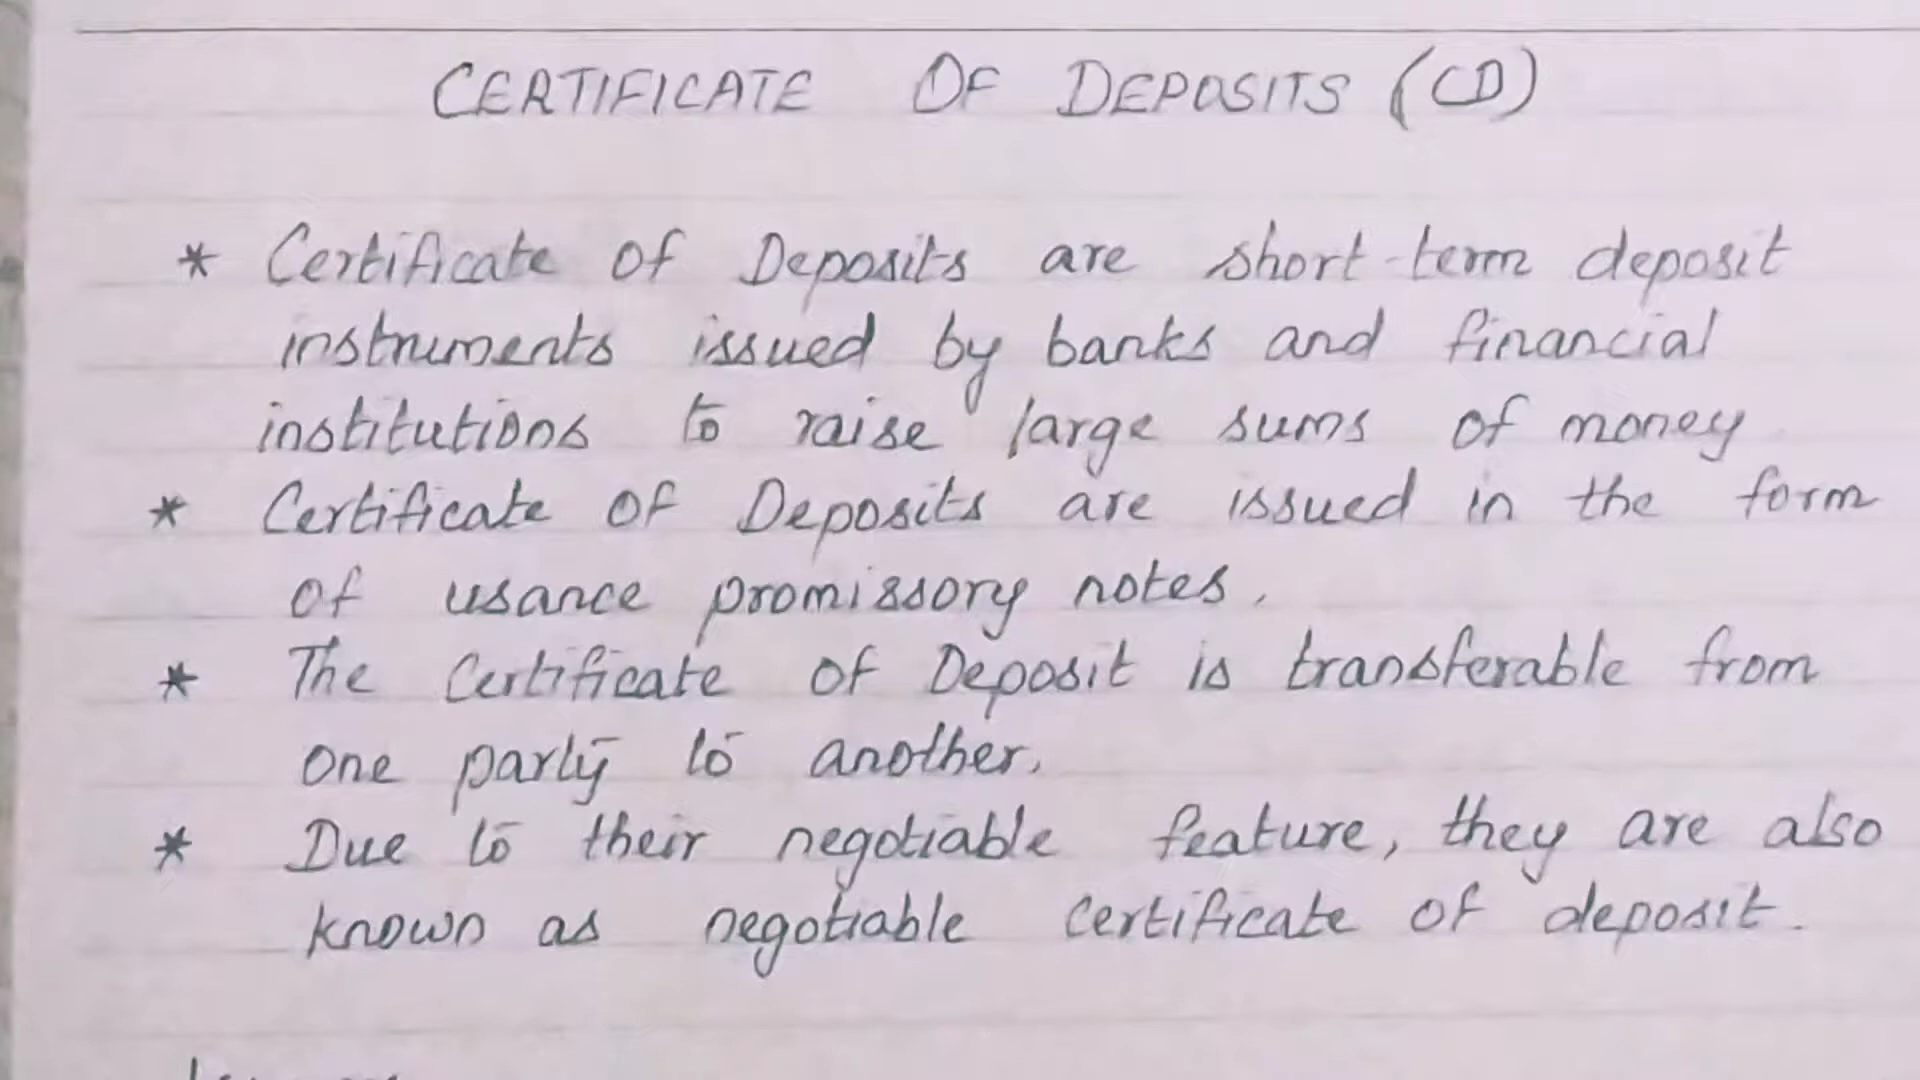 CERTIFICATE OF DEPOSITS (CD)
* Certificate of Deposits are short-term deposit
instruments issued by banks and financial
institutions to raise large sums of money
* Certificate of Deposits are issued in the form
of usance promissory notes.
* The Certificate of Deposit is transferable from
one party to another.
* Due to their negotiable feature, they are also
known as negotiable certificate of deposit.